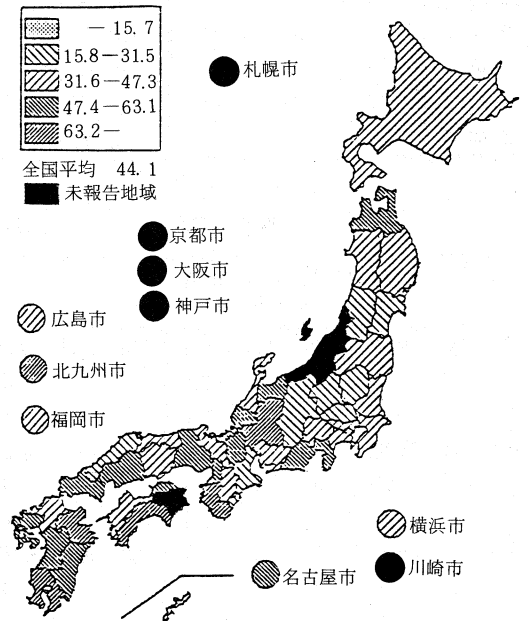 — 15.7
15.8—31.5
31.6—47.3
47.4—63.1
63.2—
全国平均 44.1
未報告地域
札幌市
京都市
大阪市
神戸市
広島市
北九州市
福岡市
横浜市
名古屋市
川崎市